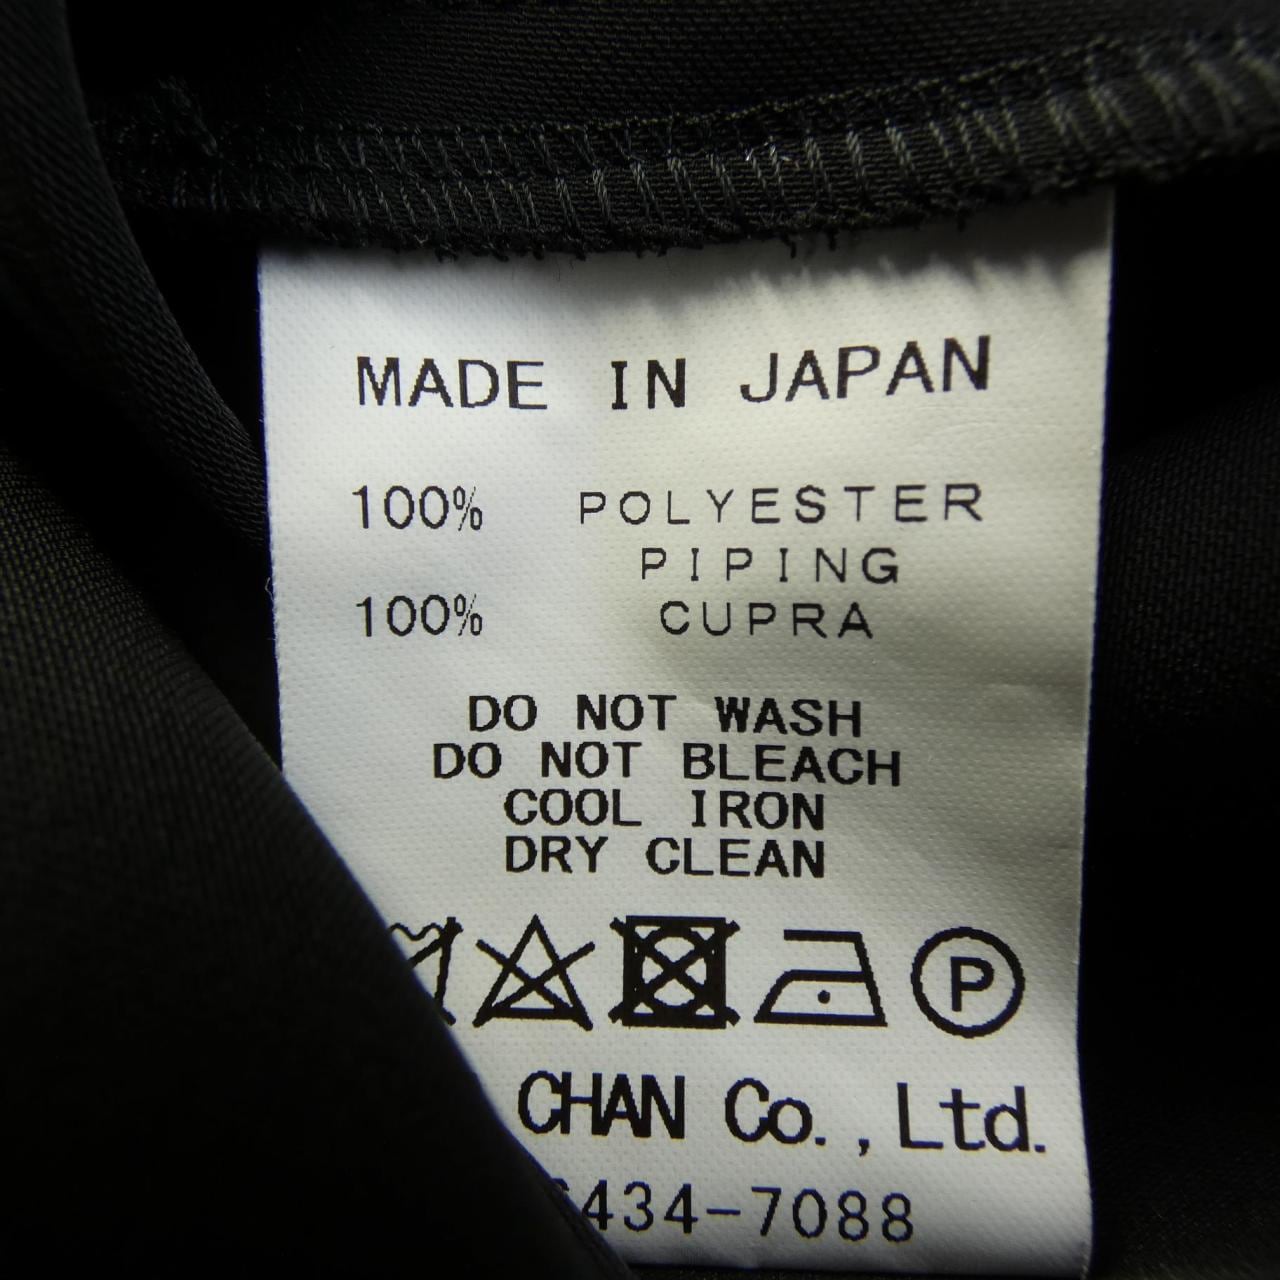 MADE IN JAPAN
100% POLYESTER
PIPING
100% CUPRA
DO NOT WASH
DO NOT BLEACH
COOL IRON
DRY CLEAN
P
CHAN Co., Ltd.
434-7088